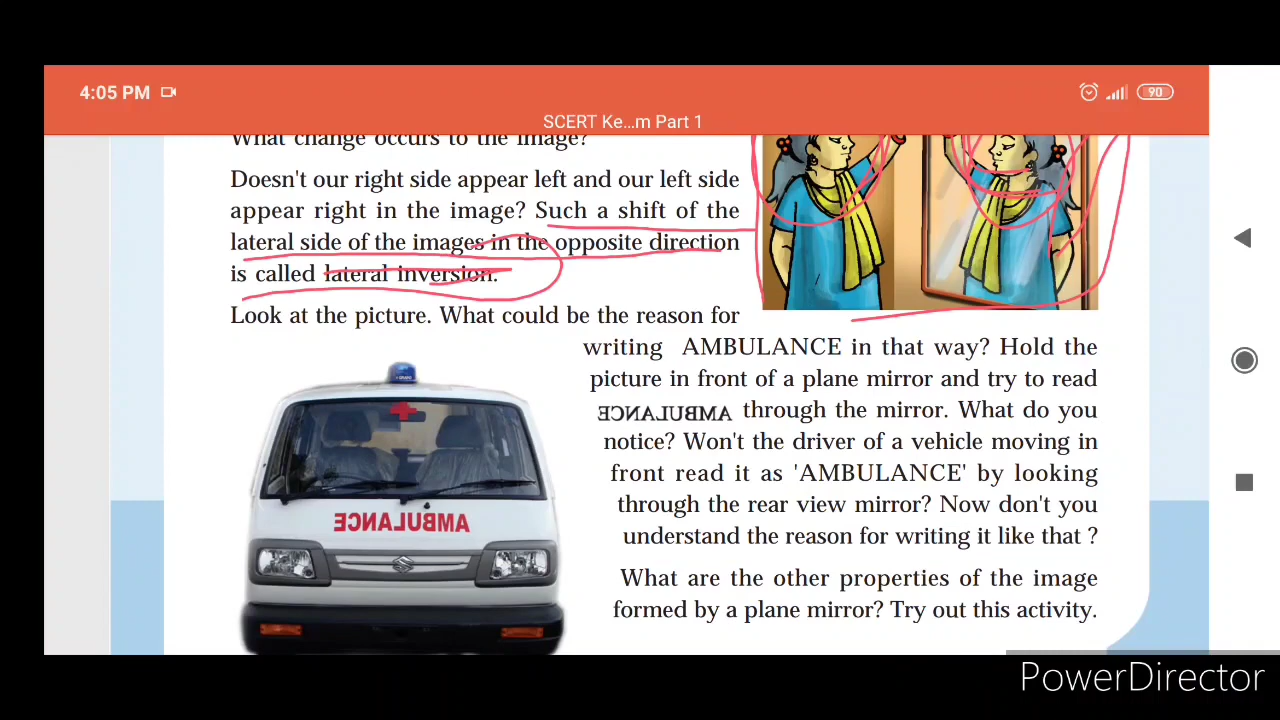 4:05 PM
90
SCERT Ke...m Part 1
What change occurs to the image?
Doesn't our right side appear left and our left side
appear right in the image? Such a shift of the
lateral side of the images in the opposite direction
is called lateral inversion.
Look at the picture. What could be the reason for
writing AMBULANCE in that way? Hold the
picture in front of a plane mirror and try to read
AMBULANCE through the mirror. What do you
notice? Won't the driver of a vehicle moving in
front read it as 'AMBULANCE' by looking
through the rear view mirror? Now don't you
understand the reason for writing it like that ?
What are the other properties of the image
formed by a plane mirror? Try out this activity.
AMBULANCE
PowerDirector